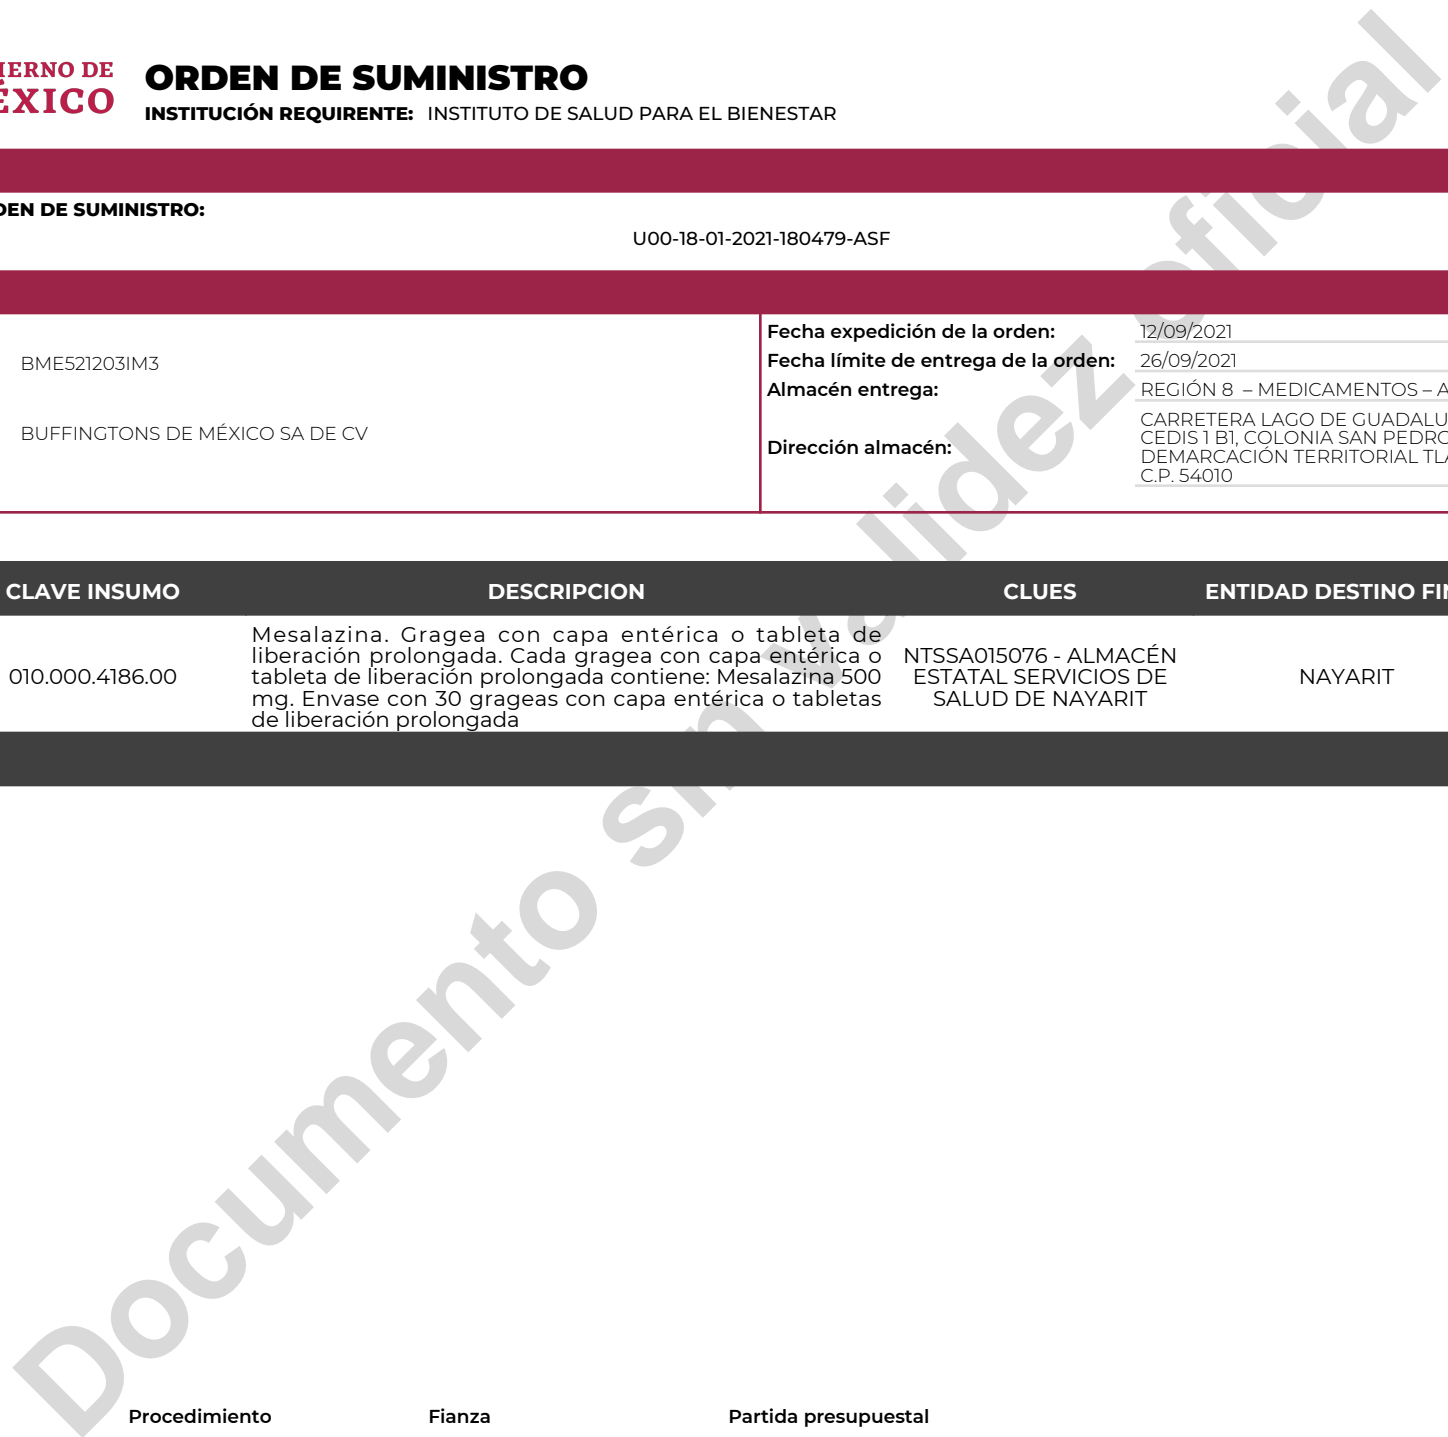 IERNO DE
ÉXICO
ORDEN DE SUMINISTRO
INSTITUCIÓN REQUIRENTE: INSTITUTO DE SALUD PARA EL BIENESTAR
DEN DE SUMINISTRO:
U00-18-01-2021-180479-ASF
BME521203IM3
BUFFINGTONS DE MÉXICO SA DE CV
Fecha expedición de la orden: 12/09/2021
Fecha límite de entrega de la orden: 26/09/2021
Almacén entrega: REGIÓN 8 – MEDICAMENTOS – A
Dirección almacén:
CARRETERA LAGO DE GUADALU
CEDIS 1 B1, COLONIA SAN PEDRO
DEMARCACIÓN TERRITORIAL TLA
C.P. 54010
CLAVE INSUMO DESCRIPCION CLUES ENTIDAD DESTINO FIN
010.000.4186.00
Mesalazina. Gragea con capa entérica o tableta de
liberación prolongada. Cada gragea con capa entérica o
tableta de liberación prolongada contiene: Mesalazina 500
mg. Envase con 30 grageas con capa entérica o tabletas
de liberación prolongada
NTSSA015076 - ALMACÉN
ESTATAL SERVICIOS DE
SALUD DE NAYARIT
NAYARIT
Documento sin validez oficial
Procedimiento Fianza Partida presupuestal